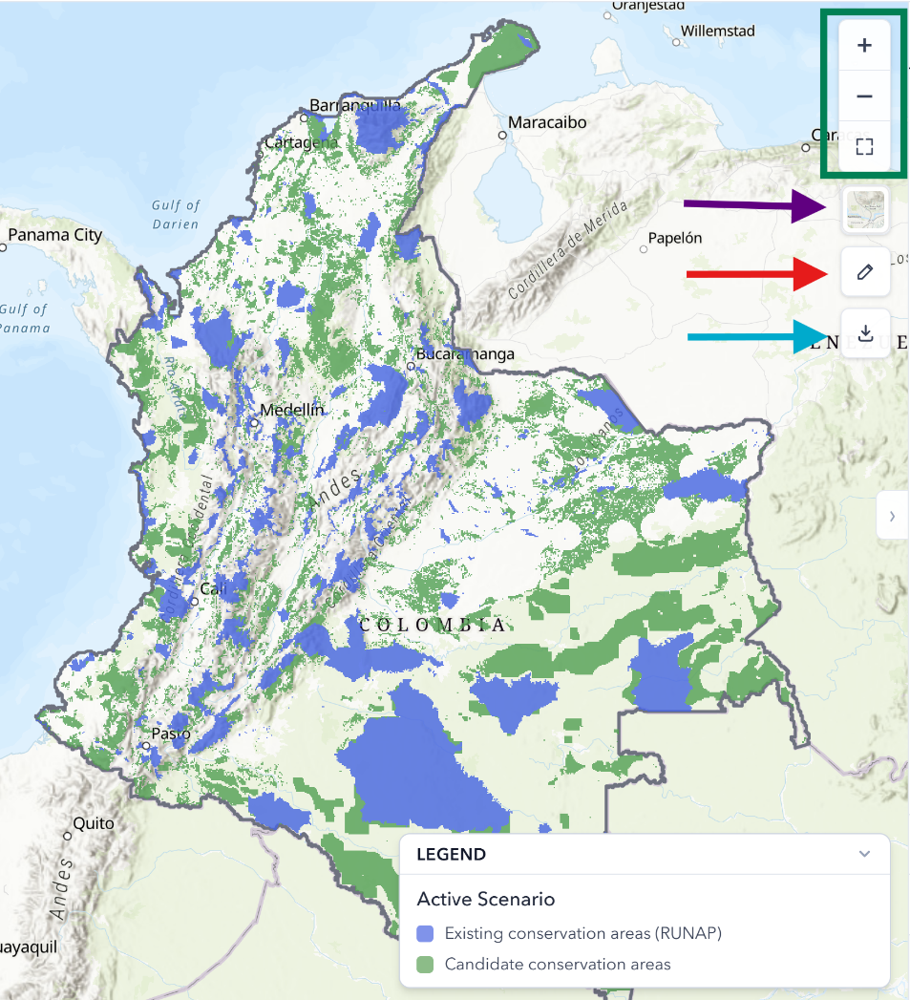 Oranjestad
Willemstad
Barranquilla
Maracaibo
Caracas
Cartagena
Gulf of
Darien
Cordillera de Merida
Panama City
Papelón
Gulf of
Panama
Bucaramanga
Medellín
Andes
Cali
COLOMBIA
Pasto
Quito
Andes
uayaquil
LEGEND
Active Scenario
Existing conservation areas (RUNAP)
Candidate conservation areas